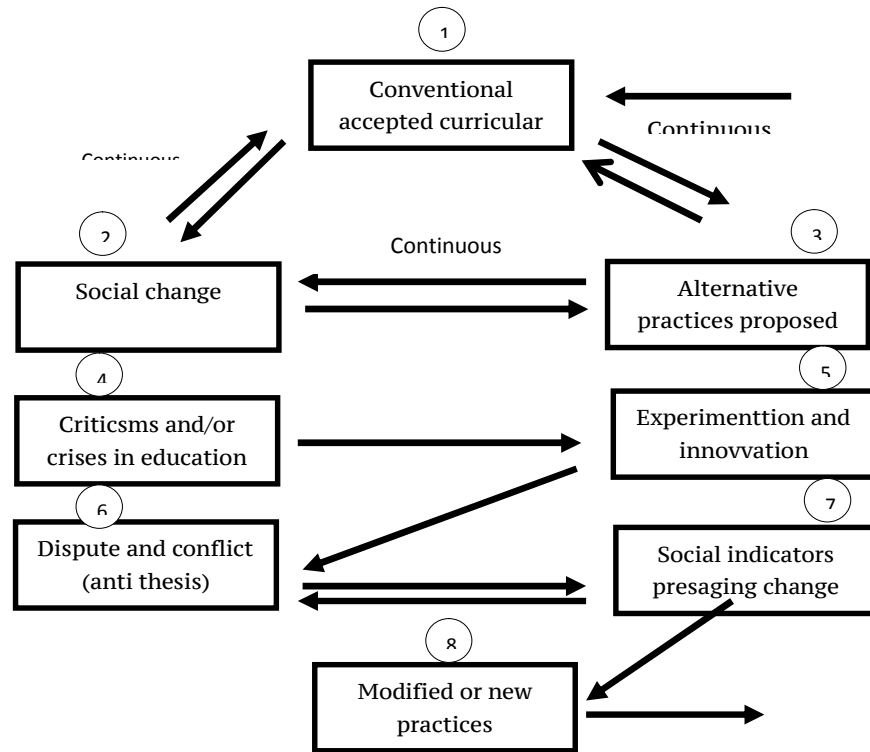 1
Conventional
accepted curricular
Continuous
Continuous
2
Continuous
3
Social change
Alternative
practices proposed
4
5
Criticsms and/or
crises in education
Experimenttion and
innovvation
6
7
Dispute and conflict
(anti thesis)
Social indicators
presaging change
8
Modified or new
practices